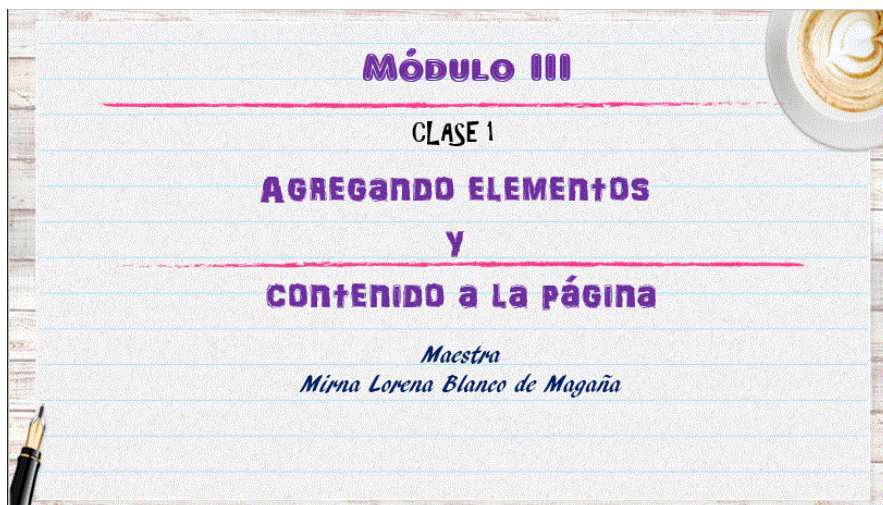 Módulo III
CLASE 1
Agregando elementos
y
contenido a la página
Maestra
Mirna Lorena Blanco de Magaña